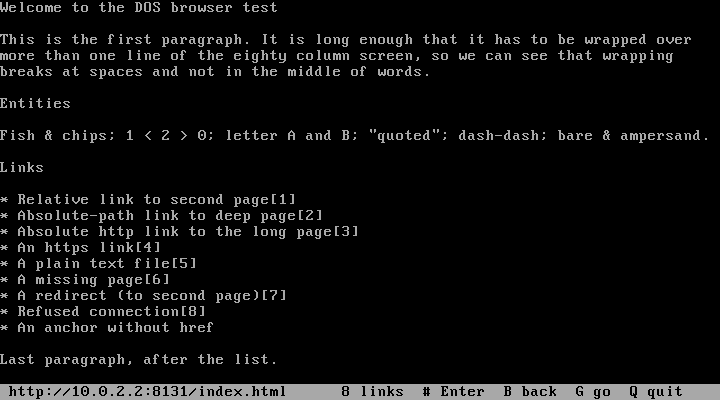 Welcome to the DOS browser test
This is the first paragraph. It is long enough that it has to be wrapped over
more than one line of the eighty column screen, so we can see that wrapping
breaks at spaces and not in the middle of words.
Entities
Fish & chips; 1 < 2 > 0; letter A and B; "quoted"; dash-dash; bare & ampersand.
Links
* Relative link to second page[1]
* Absolute-path link to deep page[2]
* Absolute http link to the long page[3]
* An https link[4]
* A plain text file[5]
* A missing page[6]
* A redirect (to second page)[7]
* Refused connection[8]
* An anchor without href
Last paragraph, after the list.
http://10.0.2.2:8131/index.html 8 links # Enter B back G go Q quit